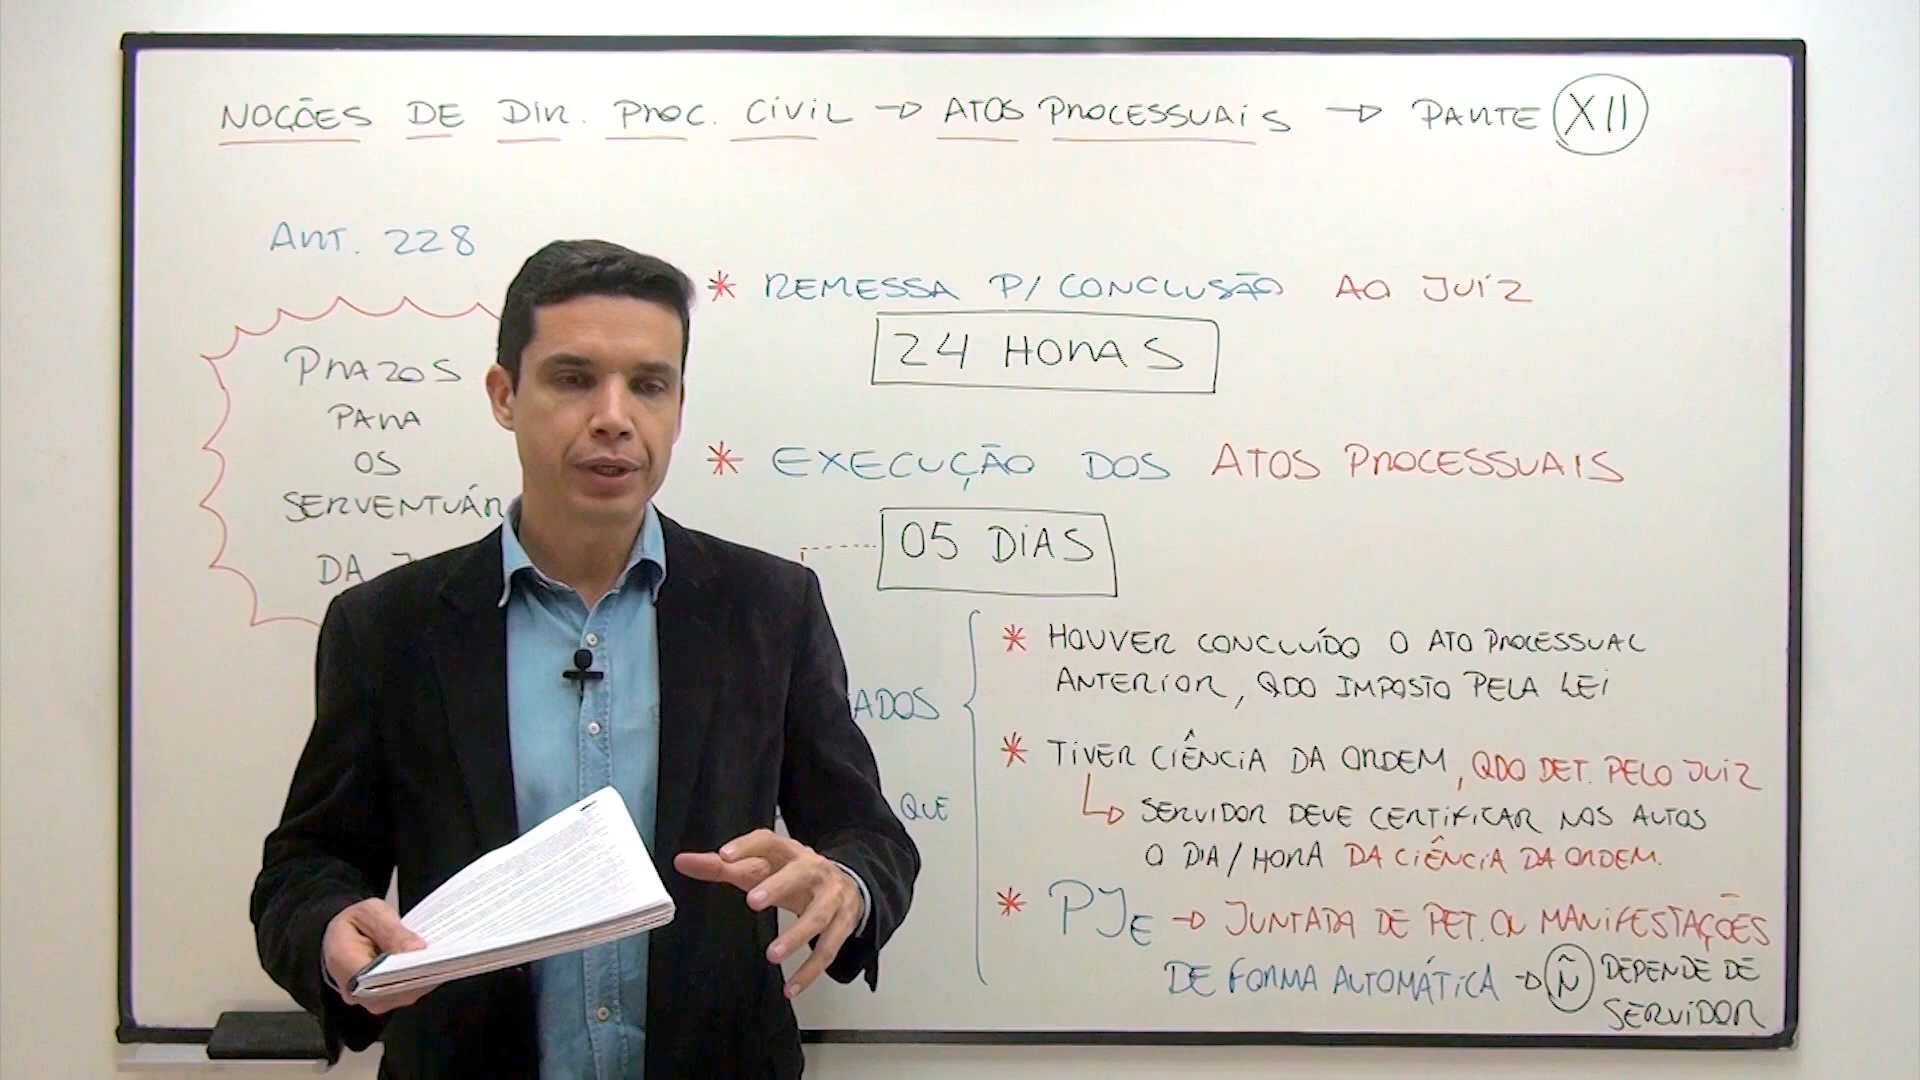 NOÇÕES DE DIR. PROC. CIVIL → ATOS PROCESSUAIS → PARTE XII
ART. 228
PRAZOS
PARA
OS
SERVENTUÁR
DA
* REMESSA P/ CONCLUSÃO AO JUIZ
24 HORAS
* EXECUÇÃO DOS ATOS PROCESSUAIS
05 DIAS
ADOS
QUE
* HOUVER CONCLUÍDO O ATO PROCESSUAL
ANTERIOR, QDO IMPOSTO PELA LEI
* TIVER CIÊNCIA DA ORDEM, QDO DET. PELO JUIZ
↳ SERVIDOR DEVE CERTIFICAR NOS AUTOS
O DIA/HORA DA CIÊNCIA DA ORDEM.
* PJE → JUNTADA DE PET. OU MANIFESTAÇÕES
DE FORMA AUTOMÁTICA → Ñ DEPENDE DE
SERVIDOR